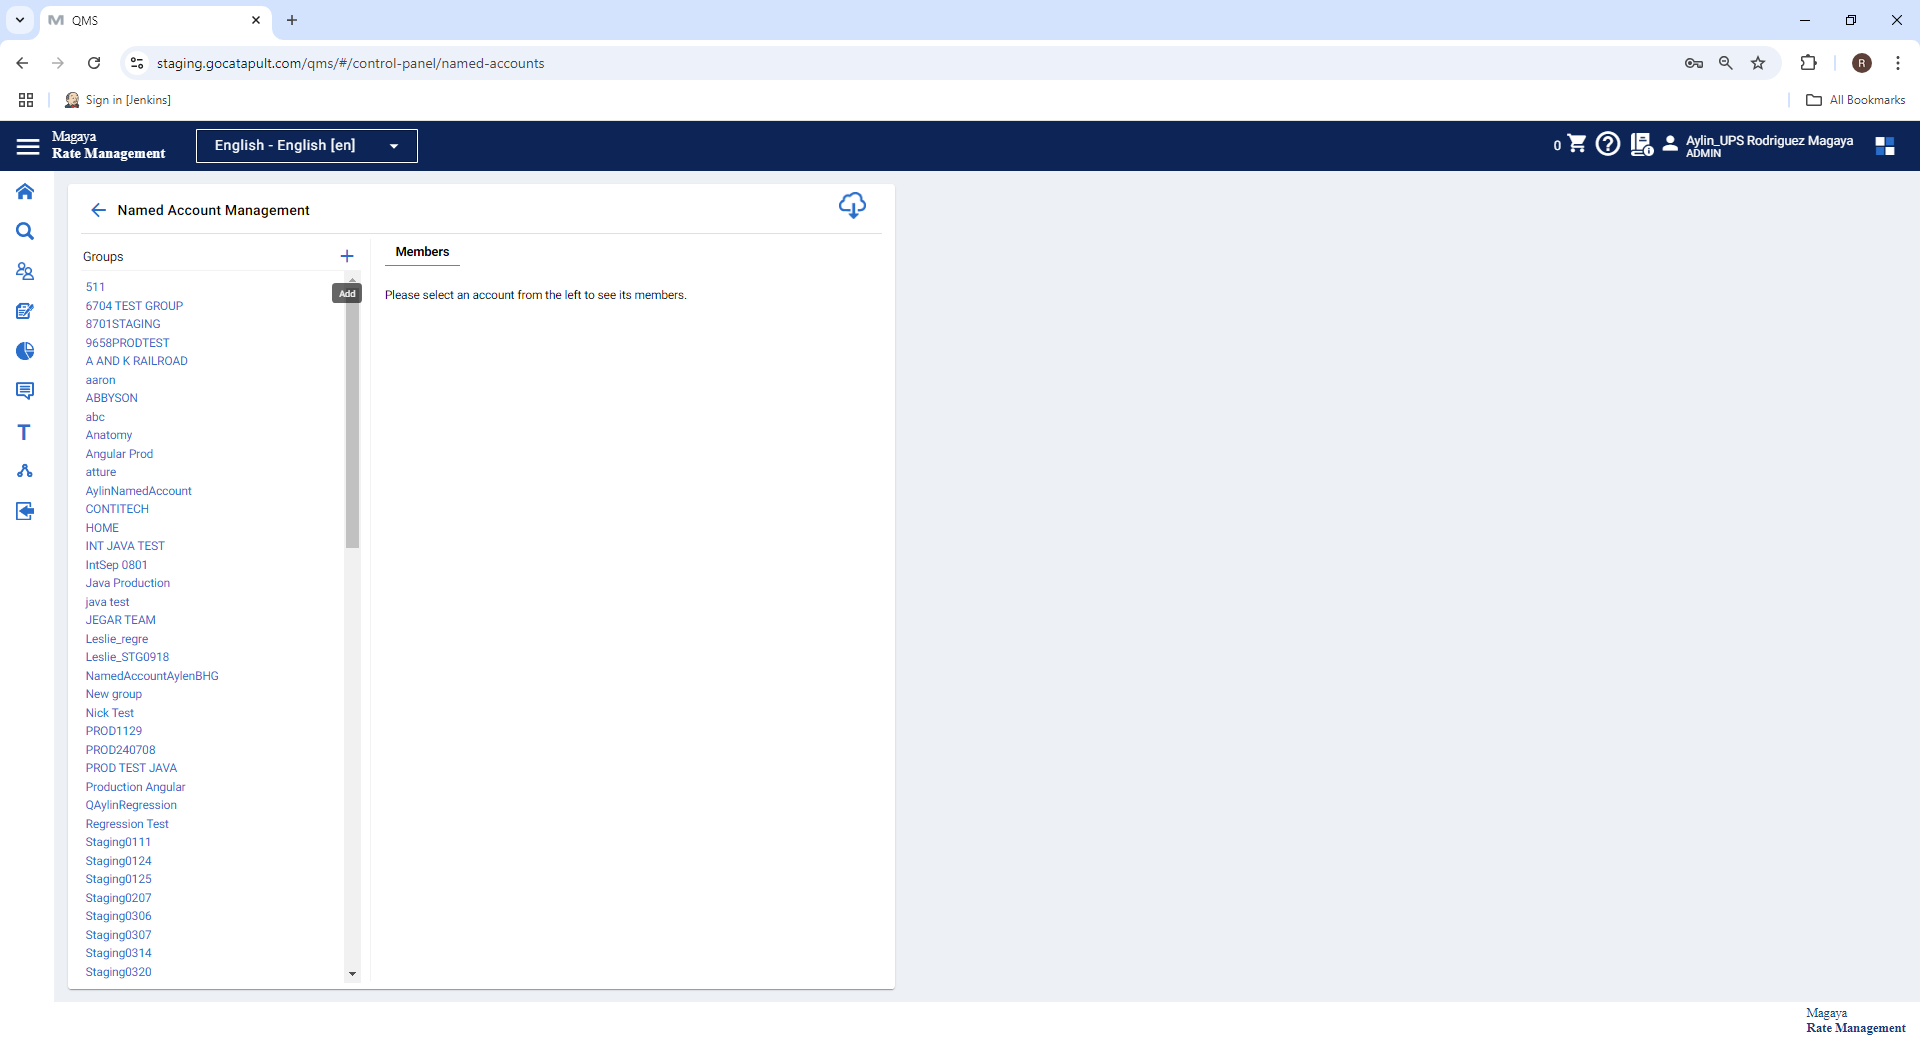 QMS
staging.gocatapult.com/qms/#/control-panel/named-accounts
R
Sign in [Jenkins]
All Bookmarks
Magaya
Rate Management
English - English [en]
0
Aylin_UPS Rodriguez Magaya
ADMIN
Named Account Management
Groups
Members
Add
Please select an account from the left to see its members.
511
6704 TEST GROUP
8701STAGING
9658PRODTEST
A AND K RAILROAD
aaron
ABBYSON
abc
Anatomy
Angular Prod
atture
AylinNamedAccount
CONTITECH
HOME
INT JAVA TEST
IntSep 0801
Java Production
java test
JEGAR TEAM
Leslie_regre
Leslie_STG0918
NamedAccountAylenBHG
New group
Nick Test
PROD1129
PROD240708
PROD TEST JAVA
Production Angular
QAylinRegression
Regression Test
Staging0111
Staging0124
Staging0125
Staging0207
Staging0306
Staging0307
Staging0314
Staging0320
Magaya
Rate Management